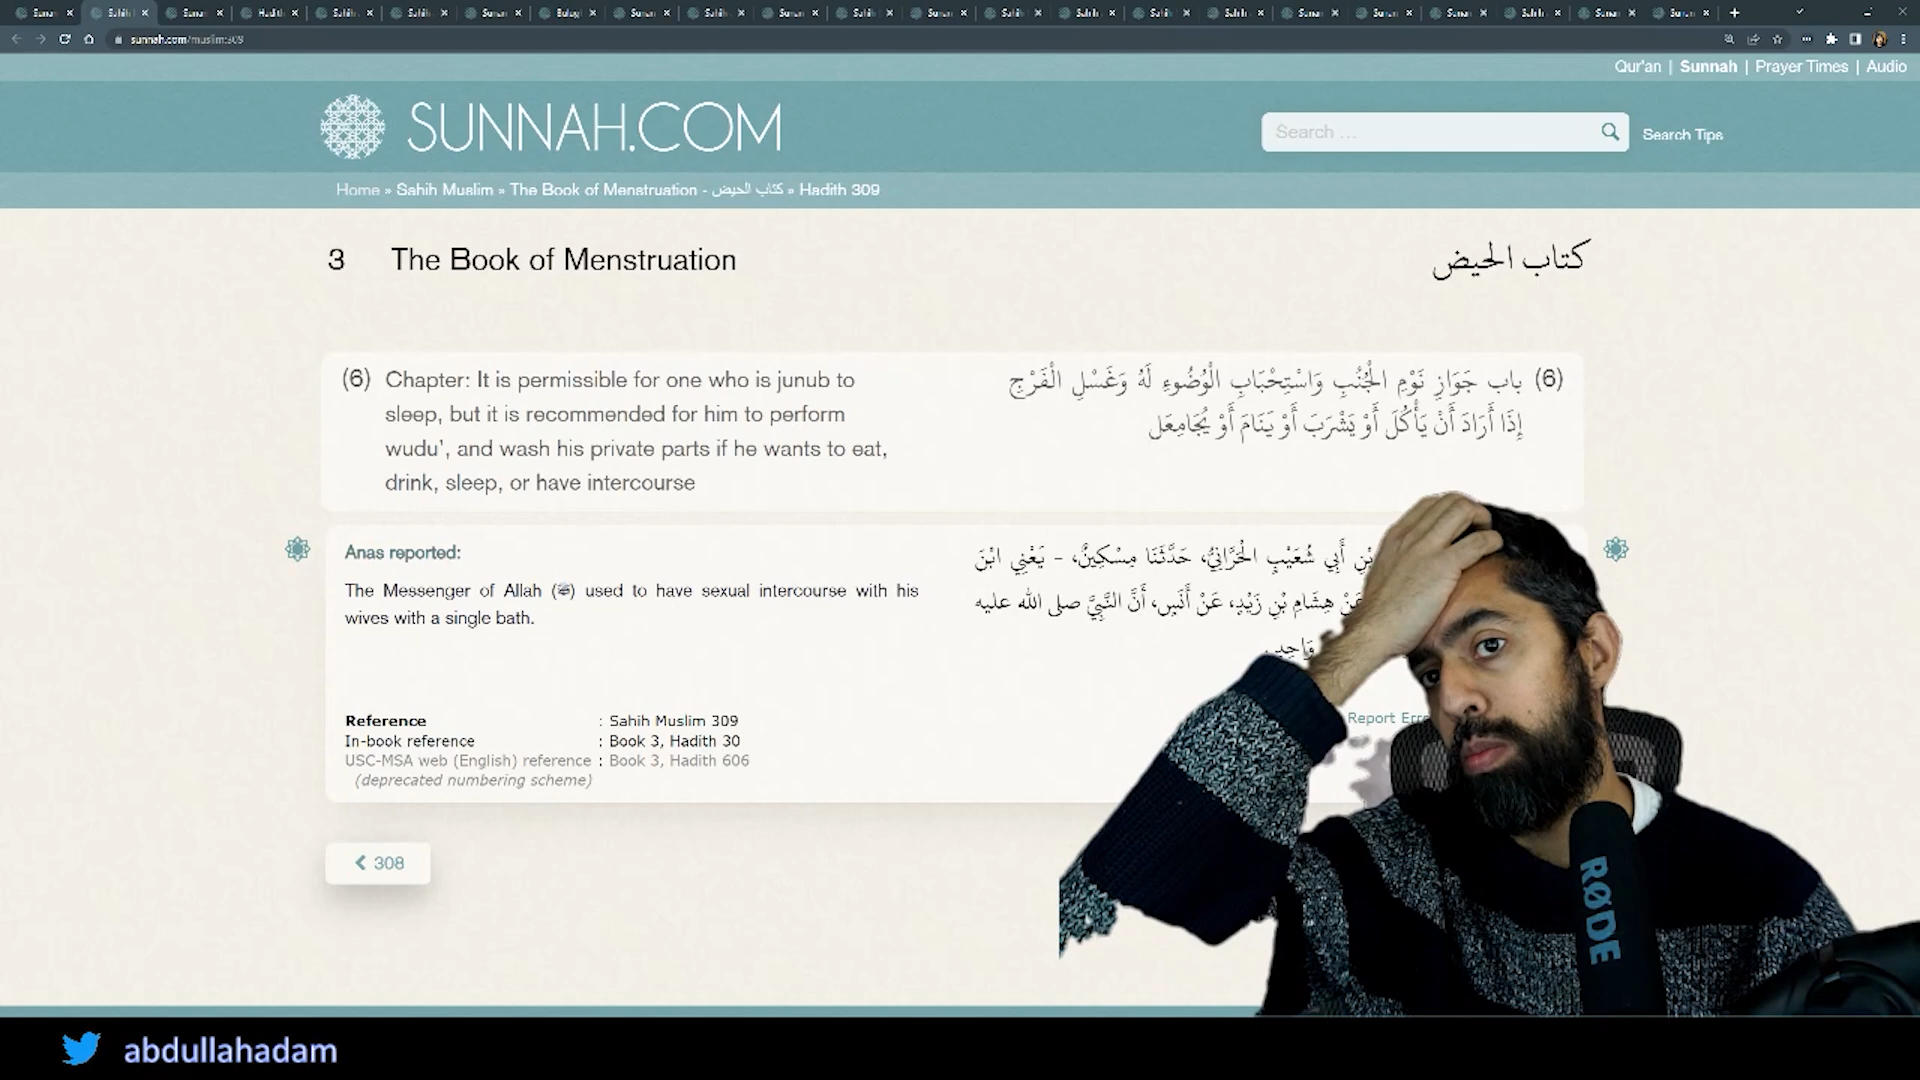 sunnah.com/muslim:309
Qur'an | Sunnah | Prayer Times | Audio
SUNNAH.COM
Search ...
Search Tips
Home » Sahih Muslim » The Book of Menstruation - كتاب الحيض » Hadith 309
3 The Book of Menstruation
كتاب الحيض
(6) Chapter: It is permissible for one who is junub to
sleep, but it is recommended for him to perform
wudu', and wash his private parts if he wants to eat,
drink, sleep, or have intercourse
(6) باب جَوَازِ نَوْمِ الْجُنُبِ وَاسْتِحْبَابِ الْوُضُوءِ لَهُ وَغَسْلِ الْفَرْجِ
إِذَا أَرَادَ أَنْ يَأْكُلَ أَوْ يَشْرَبَ أَوْ يَنَامَ أَوْ يُجَامِعَل
Anas reported:
The Messenger of Allah (ﷺ) used to have sexual intercourse with his
wives with a single bath.
بْنِ أَبِي شُعَيْبٍ الْحَرَّانِيُّ، حَدَّثَنَا مِسْكِينٌ، - يَعْنِي ابْنَ
عَنْ هِشَامِ بْنِ زَيْدٍ، عَنْ أَنَسٍ، أَنَّ النَّبِيَّ صلى الله عليه
وَاحِدٍ
Reference : Sahih Muslim 309
In-book reference : Book 3, Hadith 30
USC-MSA web (English) reference : Book 3, Hadith 606
(deprecated numbering scheme)
Report
308
RØDE
abdullahadam